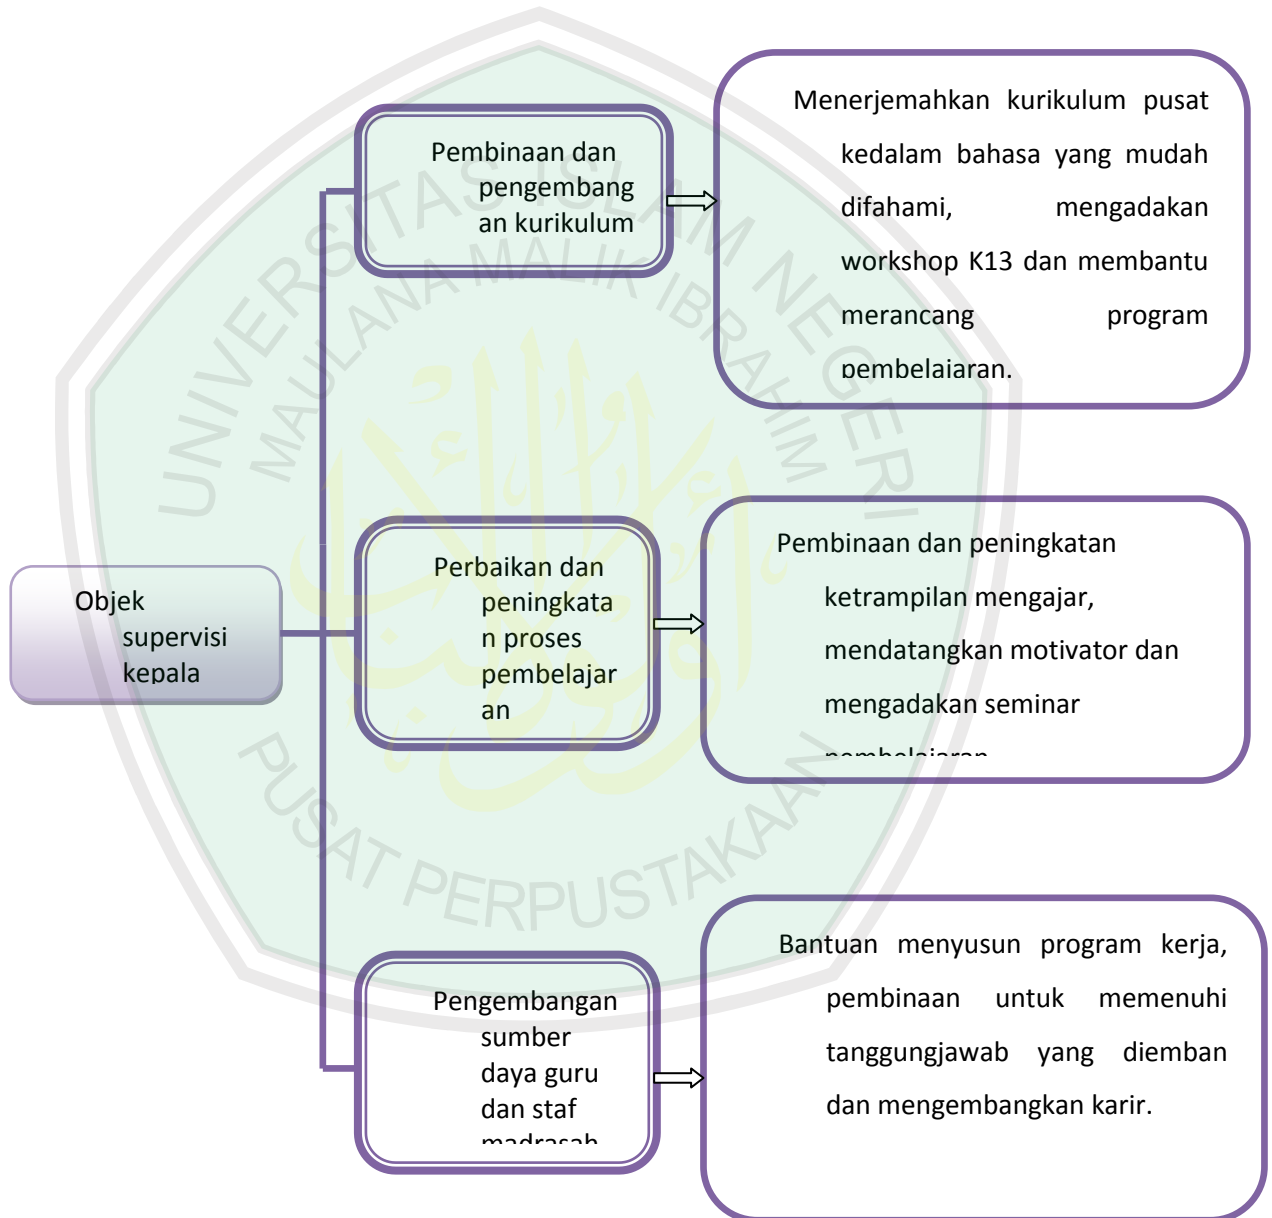 Menerjemahkan kurikulum pusat
kedalam bahasa yang mudah
difahami, mengadakan
workshop K13 dan membantu
merancang program
pembelajaran.
Pembinaan dan
pengembang
an kurikulum
Pembinaan dan peningkatan
ketrampilan mengajar,
mendatangkan motivator dan
mengadakan seminar
pembelajaran
Perbaikan dan
peningkata
n proses
pembelajar
an
Objek
supervisi
kepala
Bantuan menyusun program kerja,
pembinaan untuk memenuhi
tanggungjawab yang diemban
dan mengembangkan karir.
Pengembangan
sumber
daya guru
dan staf
madrasah
UNIVERSITAS ISLAM NEGERI
MAULANA MALIK IBRAHIM
PUSAT PERPUSTAKAAN